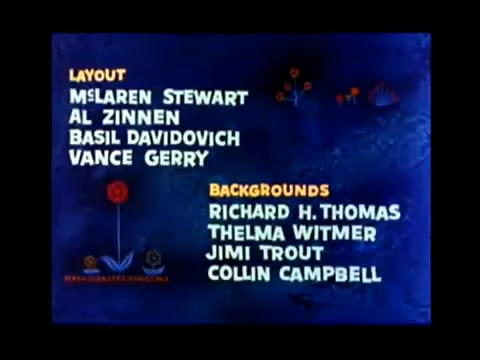 LAYOUT
McLAREN STEWART
AL ZINNEN
BASIL DAVIDOVICH
VANCE GERRY
BACKGROUNDS
RICHARD H. THOMAS
THELMA WITMER
JIMI TROUT
COLLIN CAMPBELL